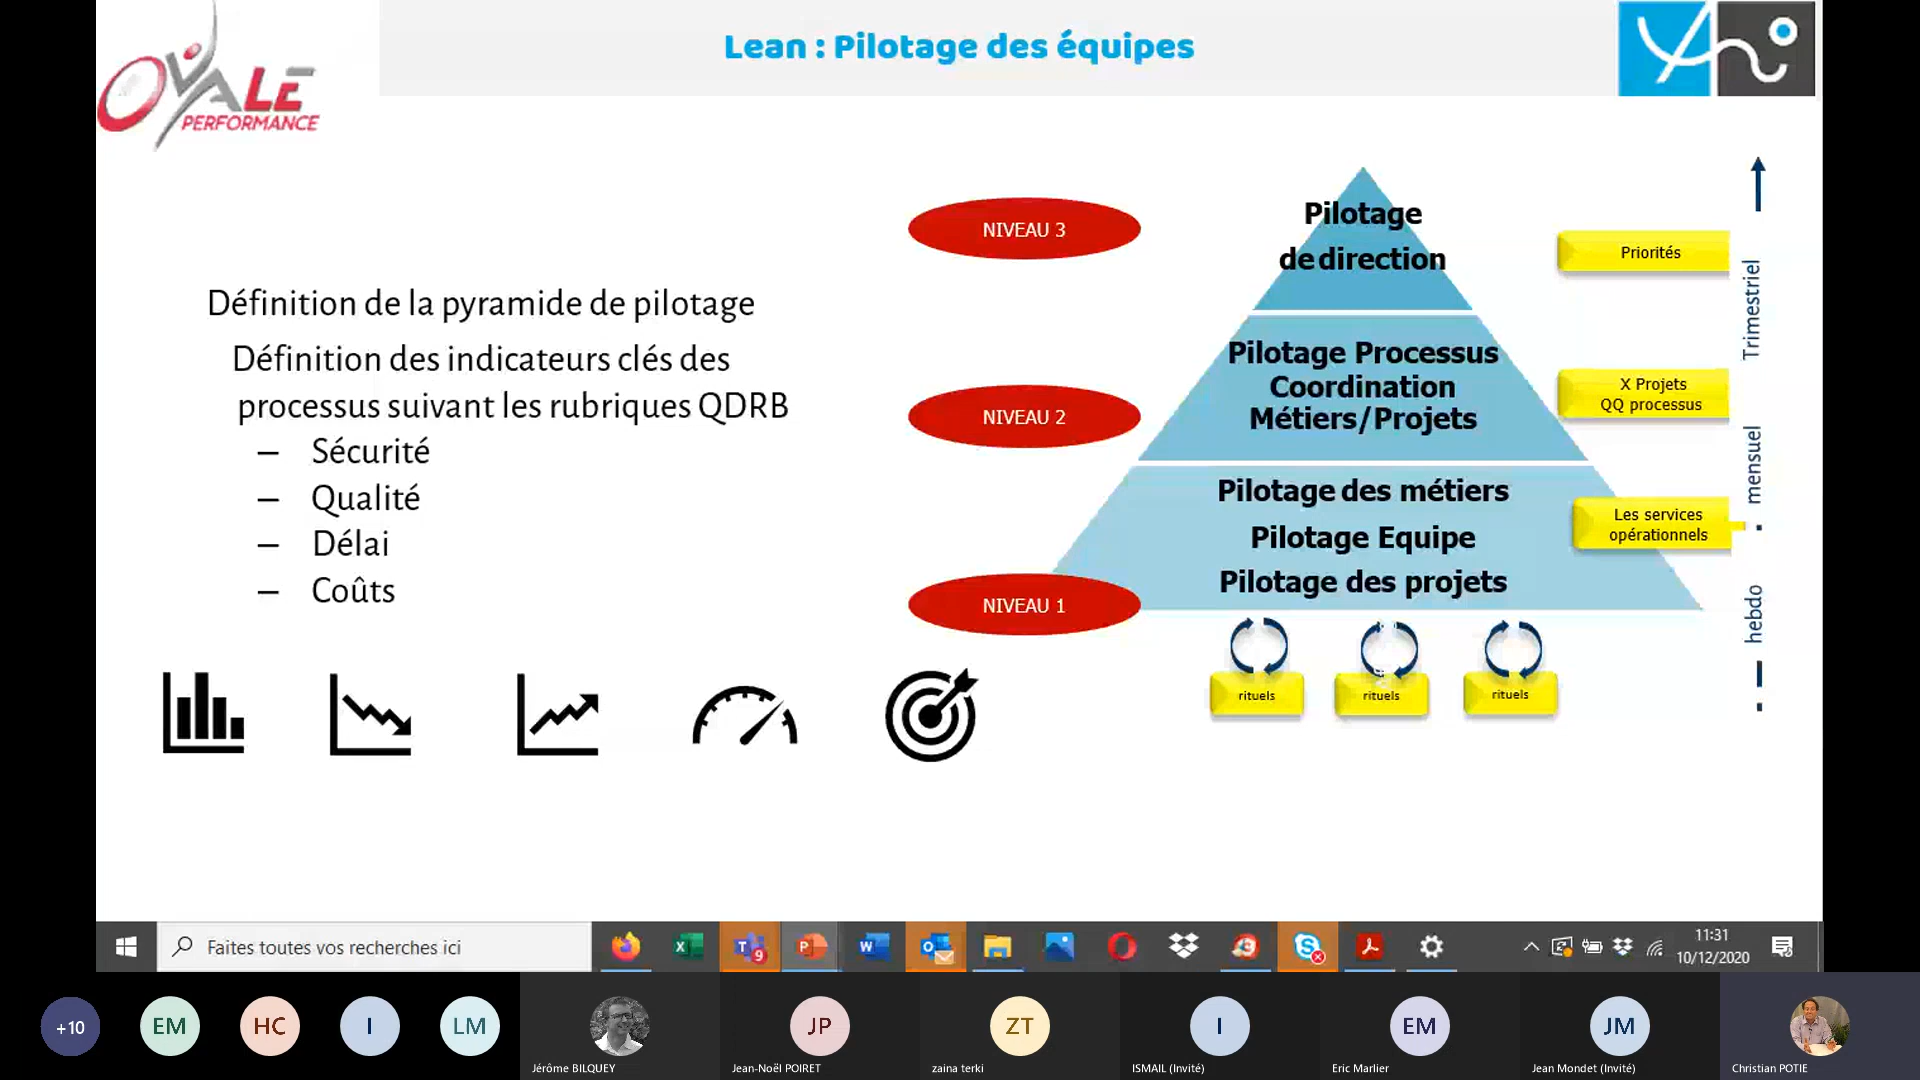 Lean : Pilotage des équipes
OVALE
PERFORMANCE
Définition de la pyramide de pilotage
Définition des indicateurs clés des
processus suivant les rubriques QDRB
– Sécurité
– Qualité
– Délai
– Coûts
NIVEAU 3
NIVEAU 2
NIVEAU 1
Pilotage
de direction
Pilotage Processus
Coordination
Métiers/Projets
Pilotage des métiers
Pilotage Equipe
Pilotage des projets
Priorités
X Projets
QQ processus
Les services
opérationnels
rituels
rituels
rituels
Trimestriel
mensuel
hebdo
Faites toutes vos recherches ici
9
11:31
10/12/2020
+10
EM
HC
I
LM
Jérôme BILQUEY
JP
Jean-Noël POIRET
ZT
zaina terki
I
ISMAIL (Invité)
EM
Eric Marlier
JM
Jean Mondet (Invité)
Christian POTIE